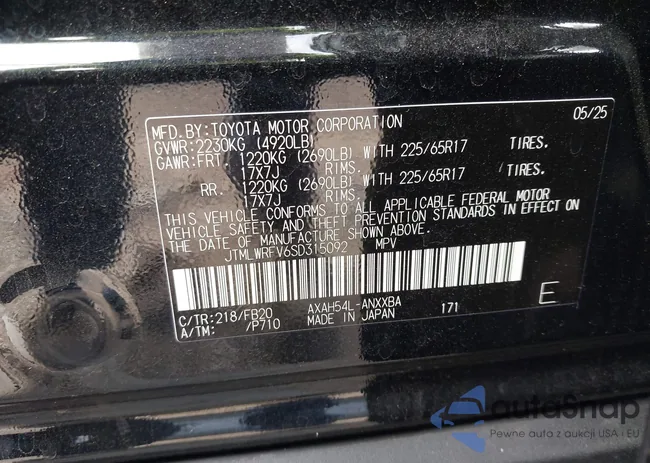 MFD.BY:TOYOTA MOTOR CORPORATION 05/25
GVWR:2230KG (4920LB)
GAWR:FRT 1220KG (2690LB) WITH 225/65R17 TIRES.
17X7J RIMS.
RR. 1220KG (2690LB) WITH 225/65R17 TIRES.
17X7J RIMS.
THIS VEHICLE CONFORMS TO ALL APPLICABLE FEDERAL MOTOR
VEHICLE SAFETY AND THEFT PREVENTION STANDARDS IN EFFECT ON
THE DATE OF MANUFACTURE SHOWN ABOVE.
JTMLWRFV6SD315092 MPV
C/TR:218/FB20 AXAH54L-ANXXBA 171 E
A/TM: /P710 MADE IN JAPAN
autoSnap
Pewne auta z aukcji USA i EU